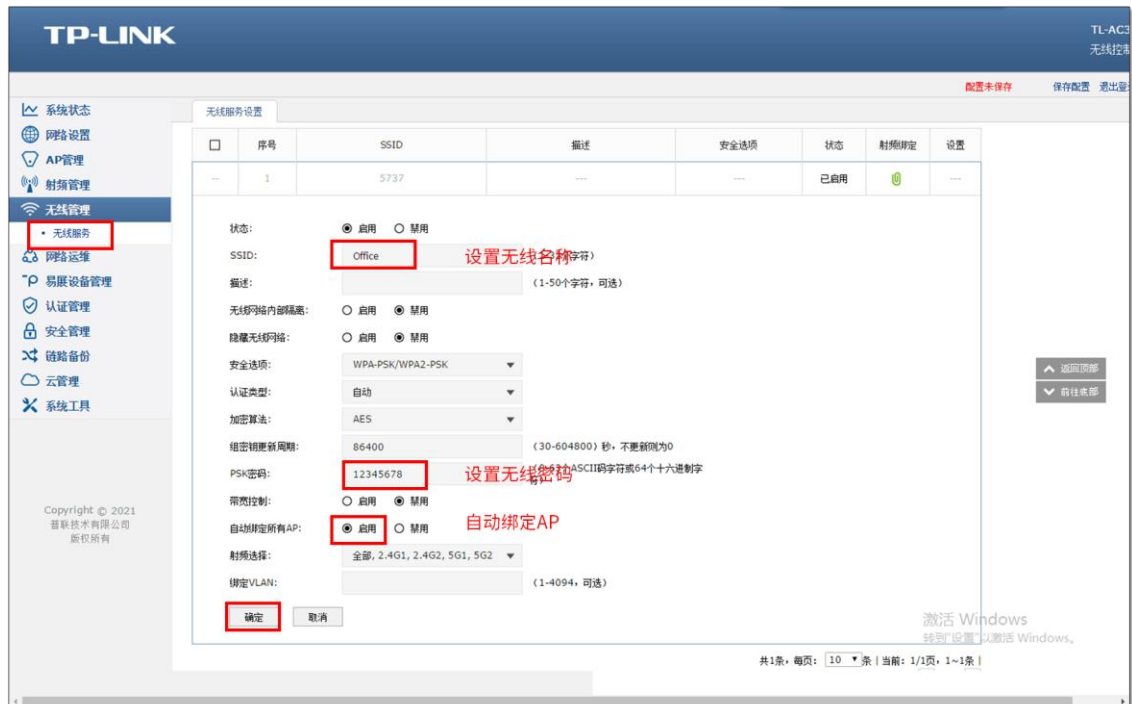 TP-LINK
TL-AC3
无线控制
配置未保存 保存配置 退出登
系统状态
网络设置
AP管理
射频管理
无线管理
• 无线服务
网络运维
易展设备管理
认证管理
安全管理
链路备份
云管理
系统工具
Copyright © 2021
普联技术有限公司
版权所有
无线服务设置
序号 SSID 描述 安全选项 状态 射频绑定 设置
--- 1 5737 --- --- 已启用 ---
状态: 启用 禁用
SSID: Office 设置无线名称 字符)
描述: (1-50个字符，可选)
无线网络内部隔离: 启用 禁用
隐藏无线网络: 启用 禁用
安全选项: WPA-PSK/WPA2-PSK
认证类型: 自动
加密算法: AES
组密钥更新周期: 86400 (30-604800) 秒，不更新则为0
PSK密码: 12345678 设置无线密码 个ASCII码字符或64个十六进制字
带宽控制: 启用 禁用
自动绑定所有AP: 启用 禁用 自动绑定AP
射频选择: 全部, 2.4G1, 2.4G2, 5G1, 5G2
绑定VLAN: (1-4094，可选)
确定 取消
返回顶部
前往底部
激活 Windows
转到"设置"以激活 Windows。
共1条，每页: 10 条 | 当前: 1/1页，1~1条 |